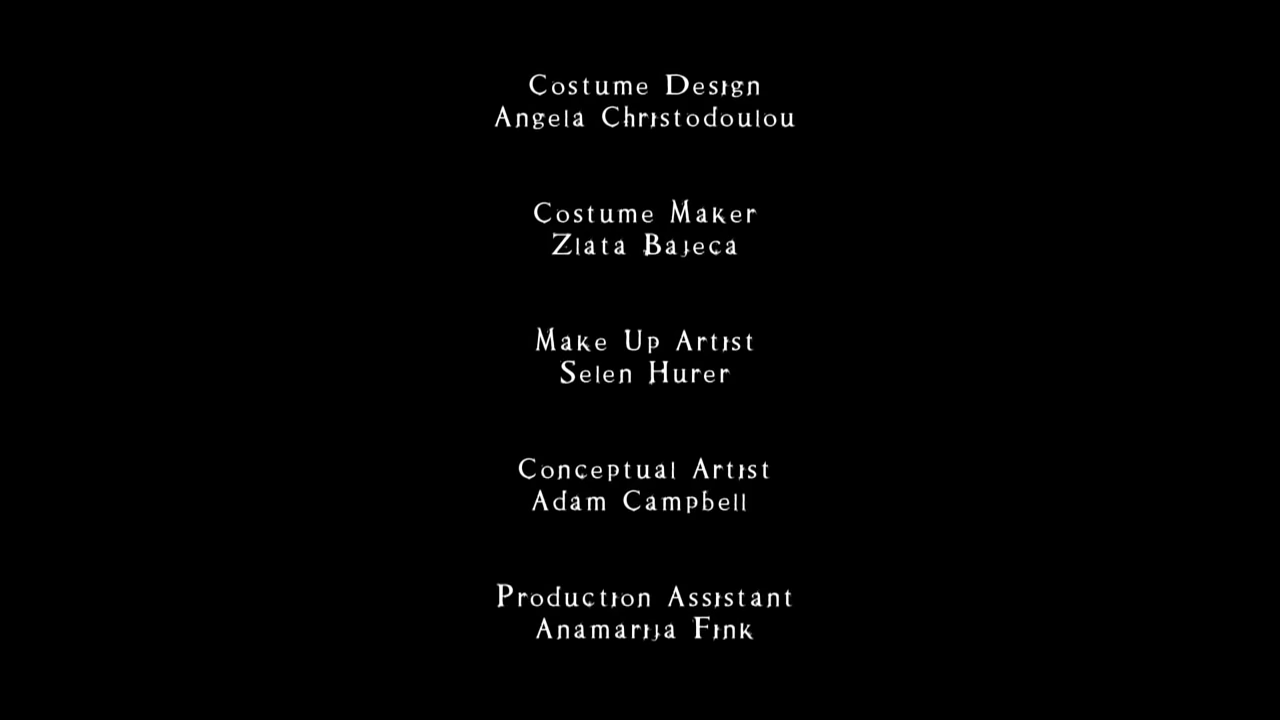 Costume Design
Angela Christodoulou
Costume Maker
Zlata Bajeca
Make Up Artist
Selen Hurer
Conceptual Artist
Adam Campbell
Production Assistant
Anamarija Fink